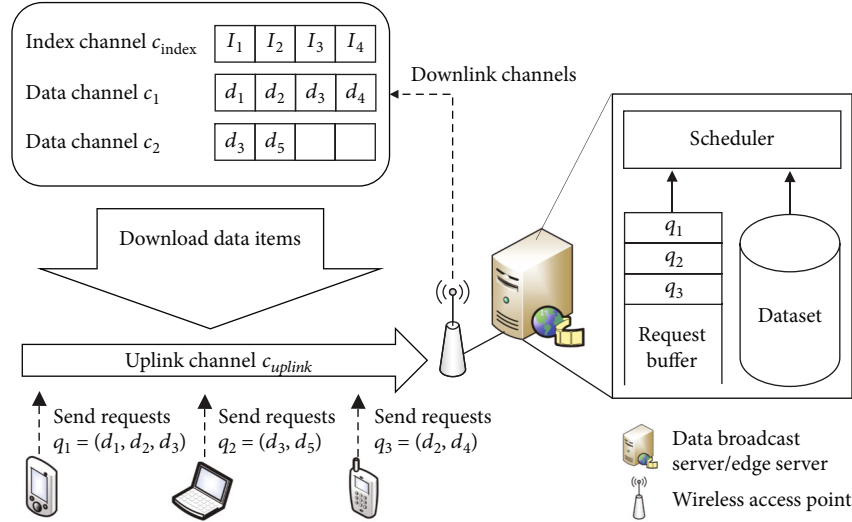 Index channel c_index I_1 I_2 I_3 I_4
Data channel c_1 d_1 d_2 d_3 d_4
Data channel c_2 d_3 d_5
Downlink channels
Download data items
Uplink channel c_uplink
Send requests
q_1 = (d_1, d_2, d_3)
Send requests
q_2 = (d_3, d_5)
Send requests
q_3 = (d_2, d_4)
Scheduler
q_1
q_2
q_3
Request
buffer
Dataset
Data broadcast
server/edge server
Wireless access point